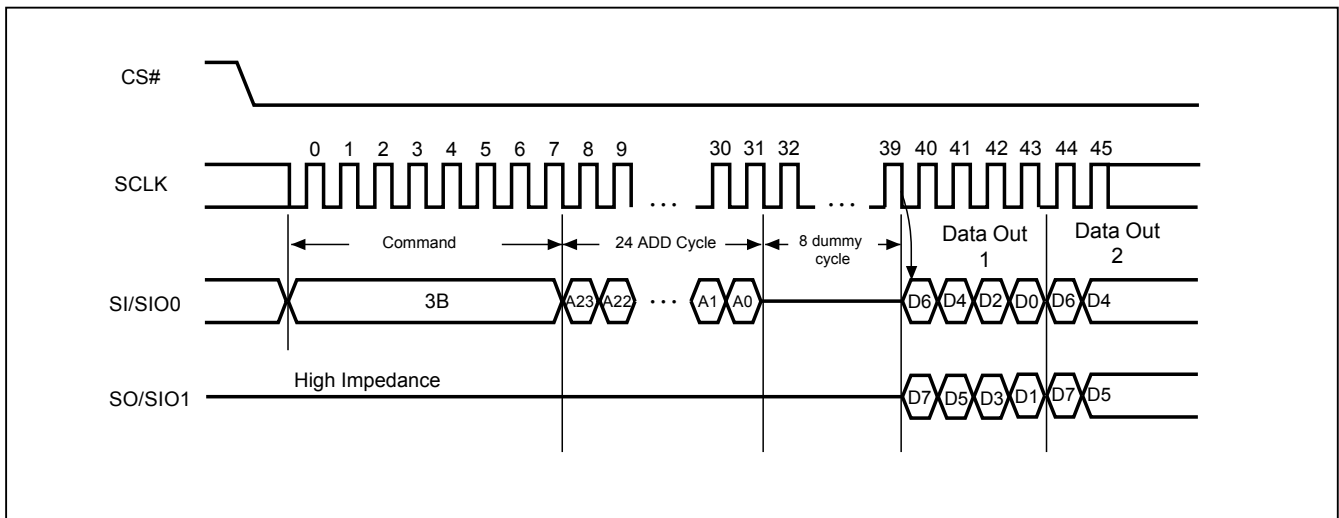 CS#
0 1 2 3 4 5 6 7 8 9 30 31 32 39 40 41 42 43 44 45
SCLK
...
...
Command
24 ADD Cycle
8 dummy
cycle
Data Out
1
Data Out
2
SI/SIO0
3B
A23 A22 ... A1 A0
D6 D4 D2 D0 D6 D4
High Impedance
SO/SIO1
D7 D5 D3 D1 D7 D5